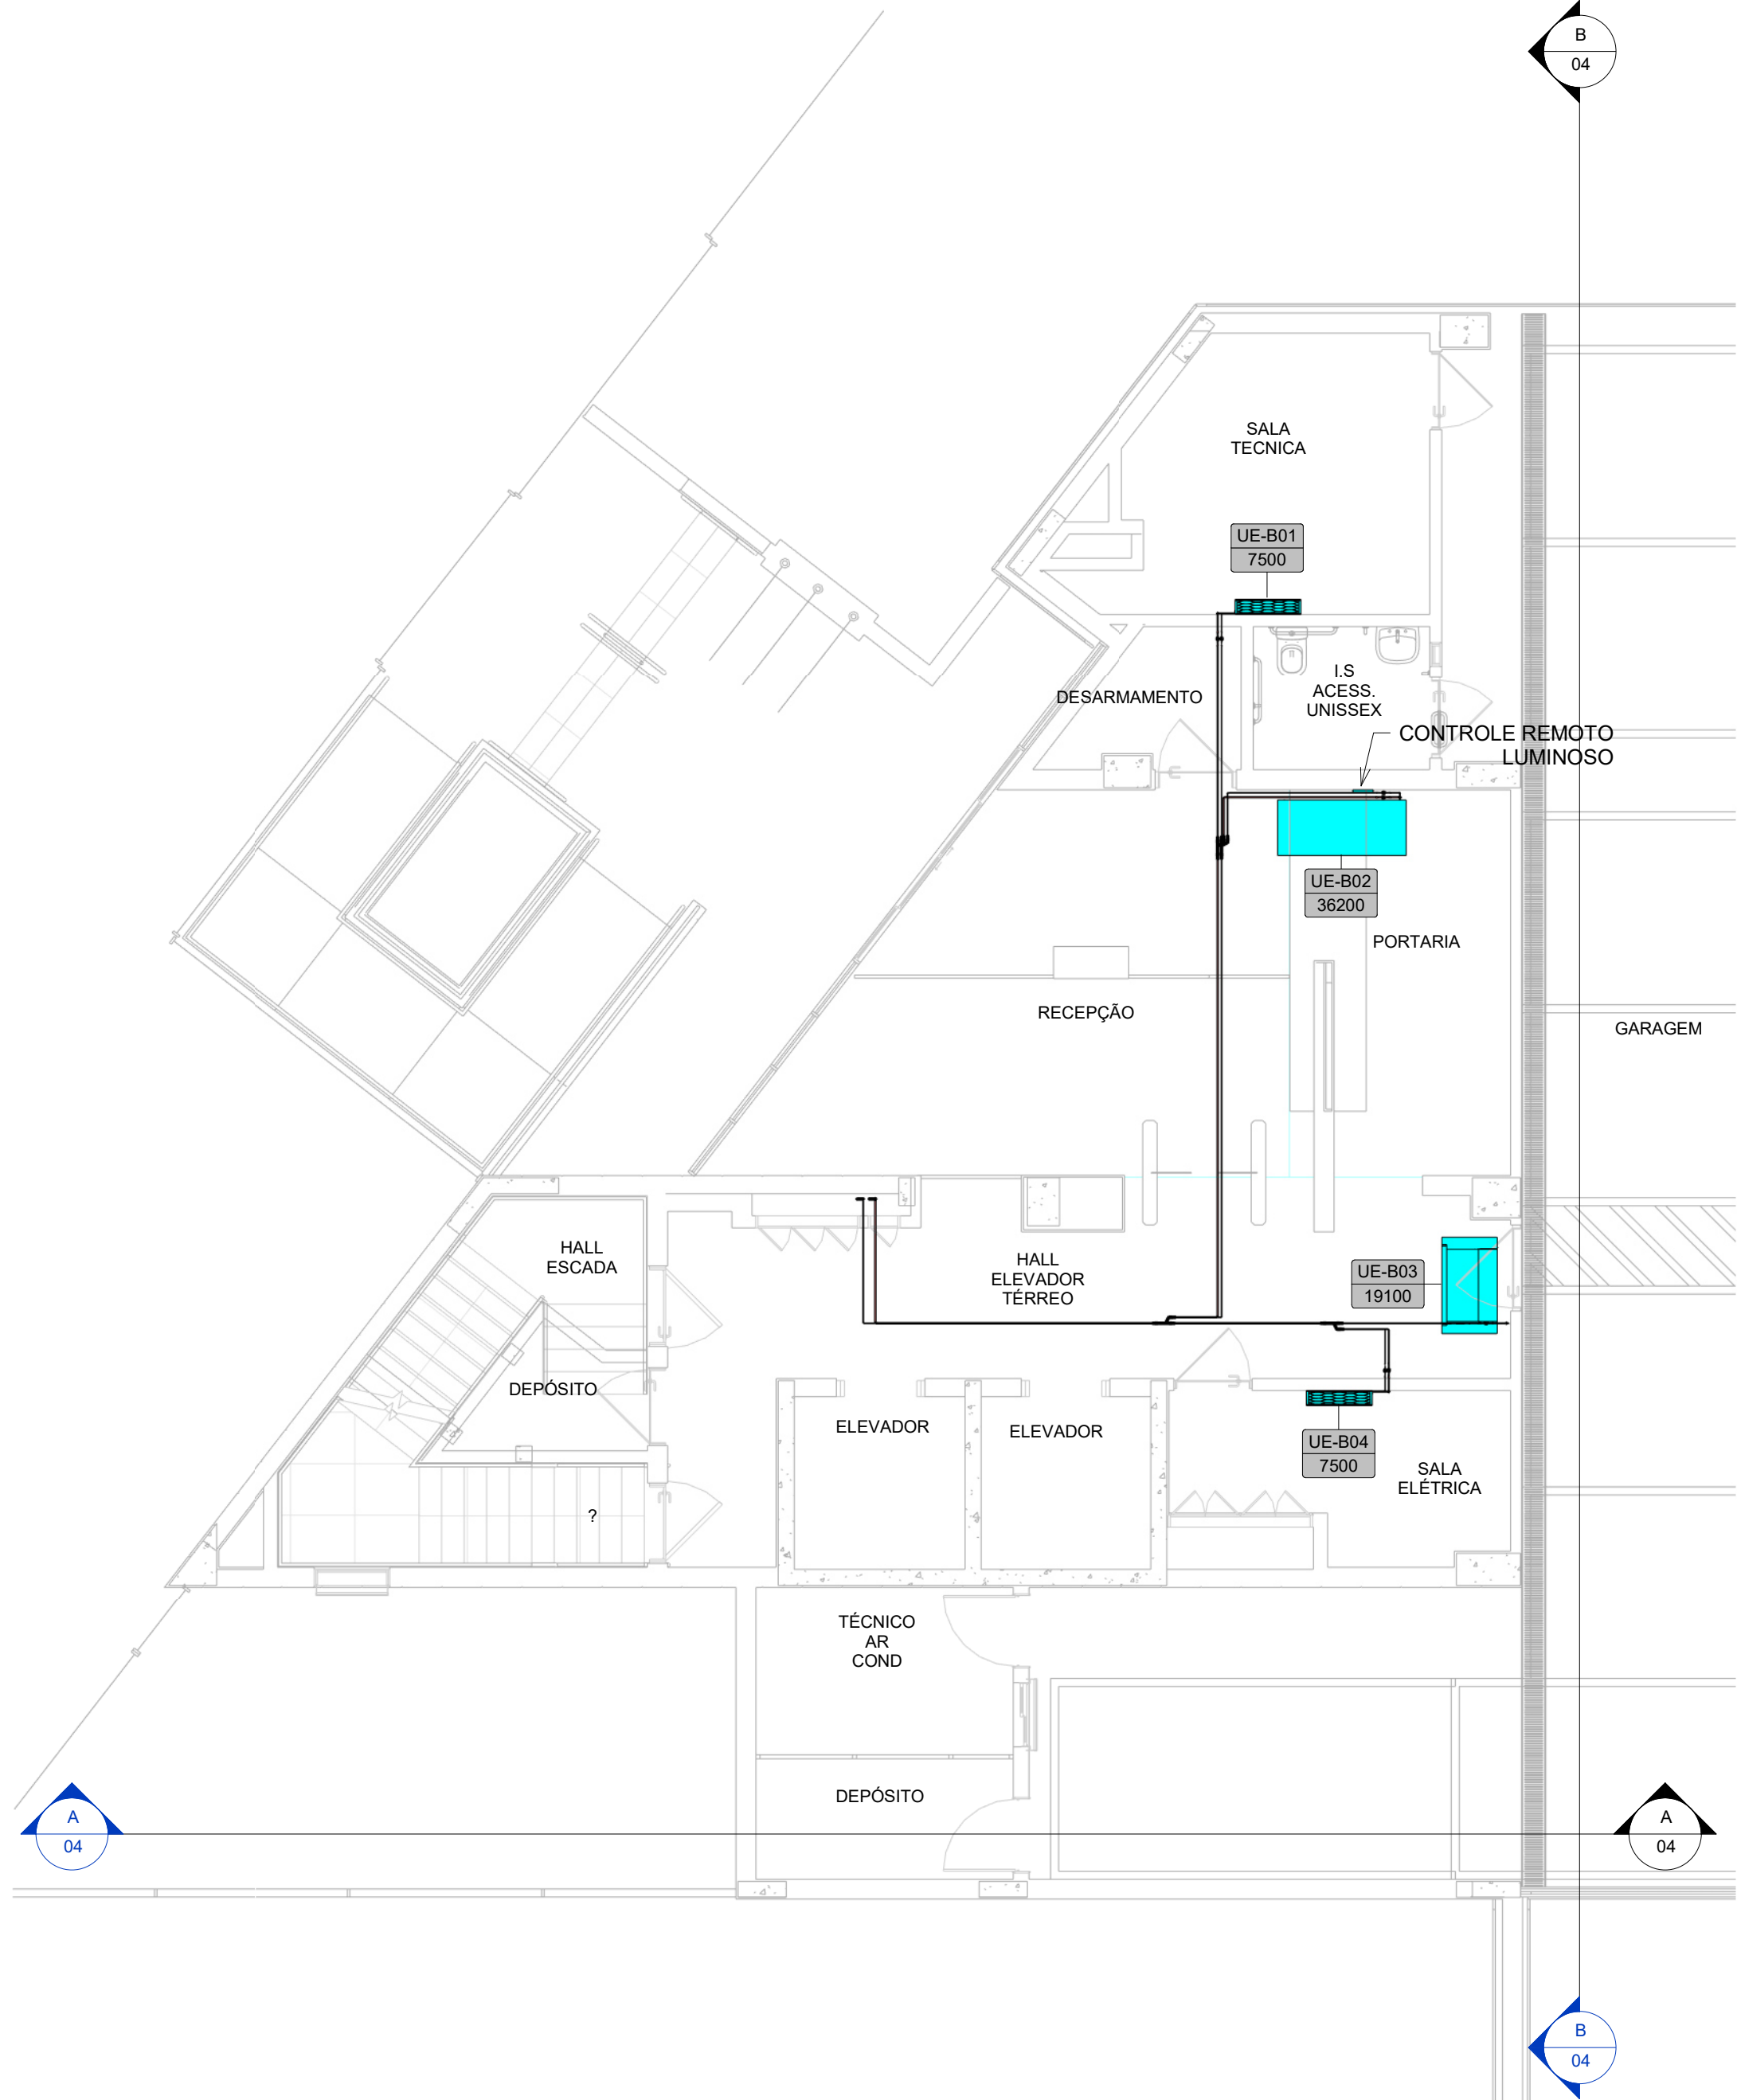 B
04
SALA
TECNICA
UE-B01
7500
I.S
ACESS.
UNISSEX
DESARMAMENTO
CONTROLE REMOTO
LUMINOSO
UE-B02
36200
PORTARIA
RECEPÇÃO
GARAGEM
HALL
ESCADA
HALL
ELEVADOR
TÉRREO
UE-B03
19100
DEPÓSITO
ELEVADOR
ELEVADOR
UE-B04
7500
SALA
ELÉTRICA
?
TÉCNICO
AR
COND
DEPÓSITO
A
04
A
04
B
04